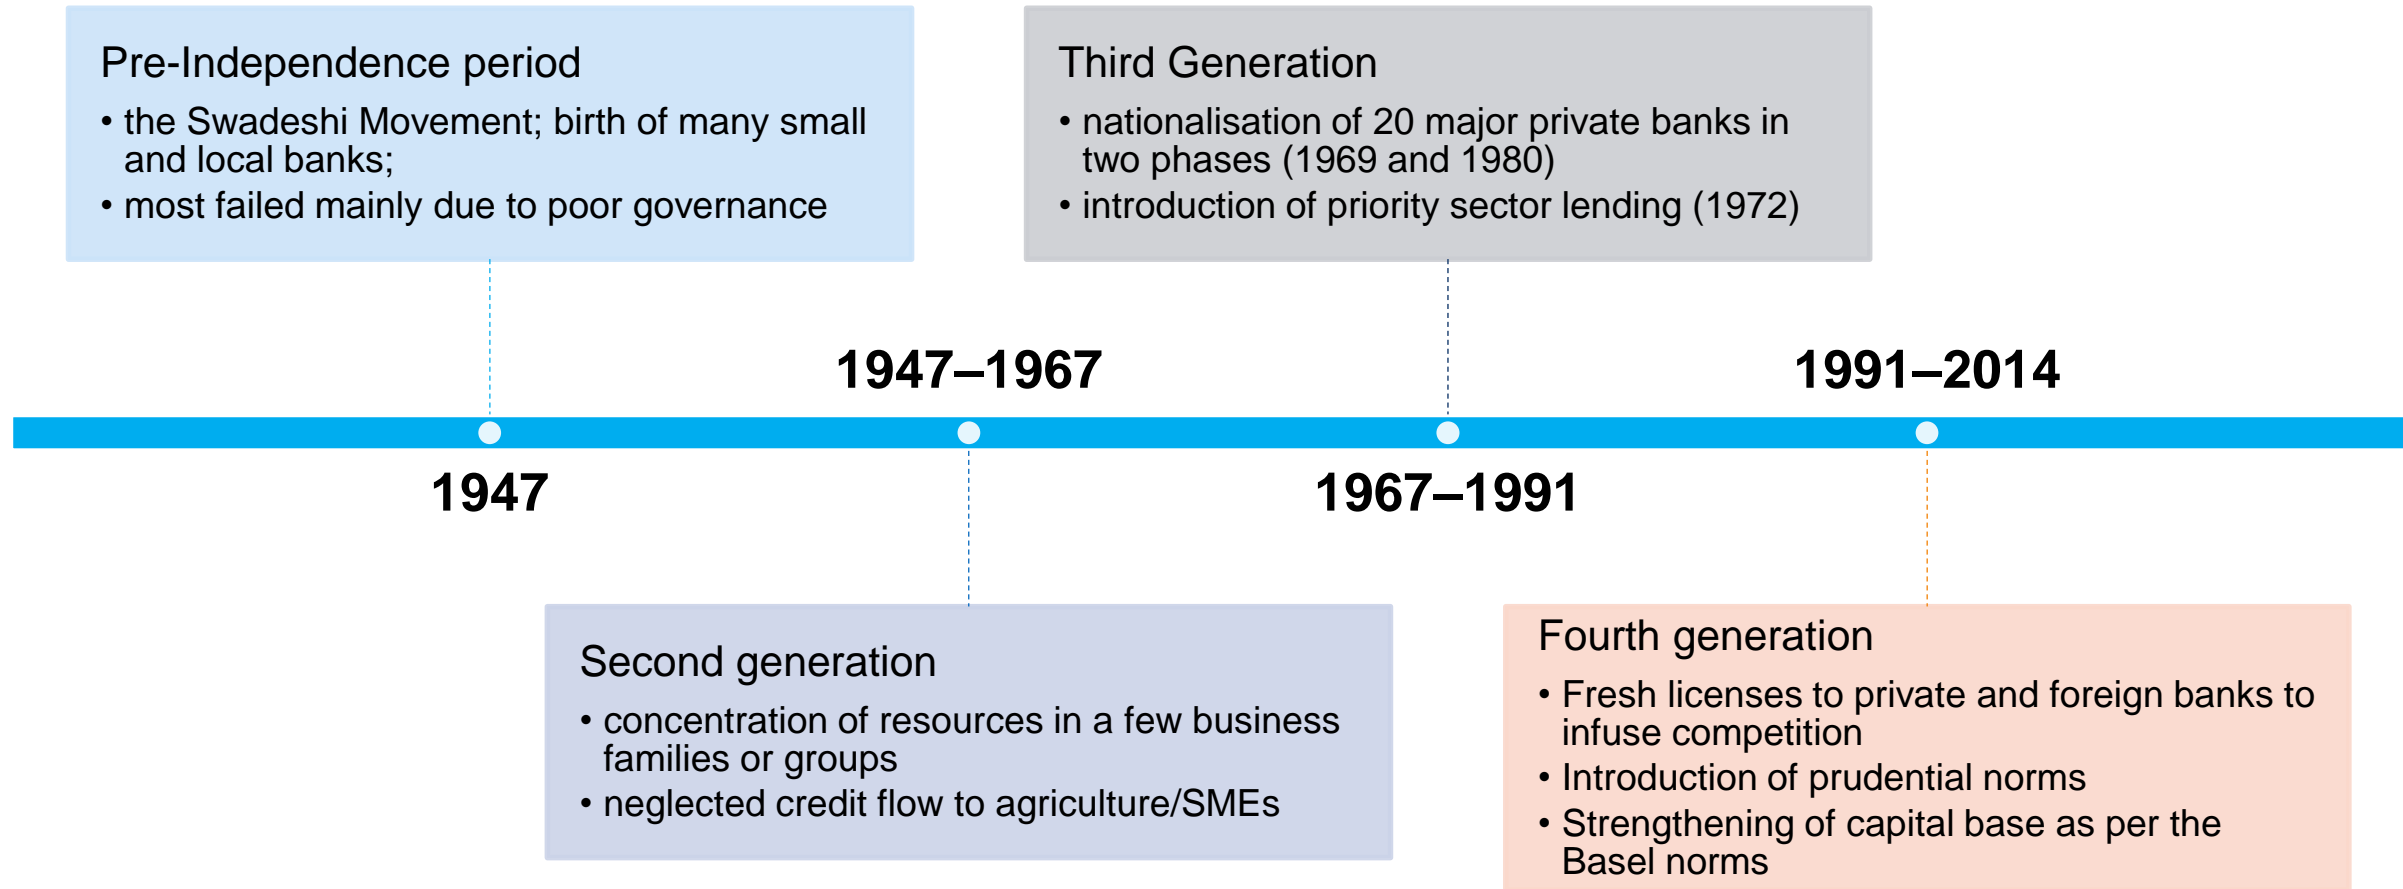 Pre-Independence period
• the Swadeshi Movement; birth of many small
and local banks;
• most failed mainly due to poor governance
Third Generation
• nationalisation of 20 major private banks in
two phases (1969 and 1980)
• introduction of priority sector lending (1972)
1947–1967
1991–2014
1947
1967–1991
Second generation
• concentration of resources in a few business
families or groups
• neglected credit flow to agriculture/SMEs
Fourth generation
• Fresh licenses to private and foreign banks to
infuse competition
• Introduction of prudential norms
• Strengthening of capital base as per the
Basel norms